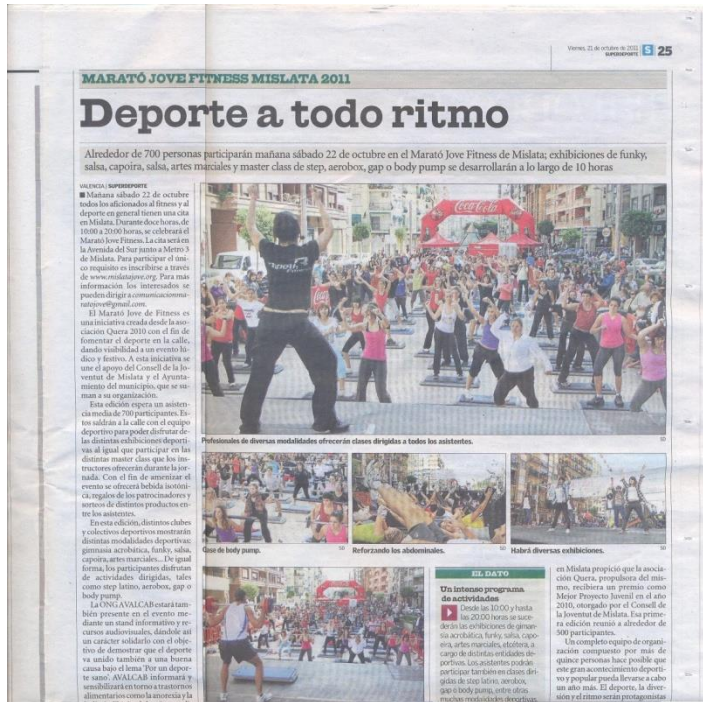 Viernes, 21 de octubre de 2011
SUPERDEPORTE
S 25
MARATÓ JOVE FITNESS MISLATA 2011
Deporte a todo ritmo
Alrededor de 700 personas participarán mañana sábado 22 de octubre en el Marató Jove Fitness de Mislata; exhibiciones de funky,
salsa, capoira, salsa, artes marciales y master class de step, aerobox, gap o body pump se desarrollarán a lo largo de 10 horas
VALENCIA | SUPERDEPORTE
Mañana sábado 22 de octubre
todos los aficionados al fitness y al
deporte en general tienen una cita
en Mislata. Durante doce horas, de
10:00 a 20:00 horas, se celebrará el
Marató Jove Fitness. La cita será en
la Avenida del Sur junto a Metro 3
de Mislata. Para participar el úni-
co requisito es inscribirse a través
de www.mislatajove.org. Para más
información los interesados se
pueden dirigir a comunicacionma-
ratojove@gmail.com.
El Marató Jove de Fitness es
una iniciativa creada desde la aso-
ciación Quera 2010 con el fin de
fomentar el deporte en la calle,
dando visibilidad a un evento lú-
dico y festivo. A esta iniciativa se
une el apoyo del Consell de la Jo-
ventut de Mislata y el Ayunta-
miento del municipio, que se su-
man a su organización.
Esta edición espera un asisten-
cia media de 700 participantes. Es-
tos saldrán a la calle con el equipo
deportivo para poder disfrutar de
las distintas exhibiciones deporti-
vas al igual que participar en las
distintas master class que los ins-
tructores ofrecerán durante la jor-
nada. Con el fin de amenizar el
evento se ofrecerá bebida isotóni-
ca, regalos de los patrocinadores y
sorteos de distintos productos en-
tre los asistentes.
En esta edición, distintos clubes
y colectivos deportivos mostrarán
distintas modalidades deportivas:
gimnasia acrobática, funky, salsa,
capoira, artes marciales... De igual
forma, los participantes disfrutan
de actividades dirigidas, tales
como step latino, aerobox, gap o
body pump.
La ONG AVALCAB estará tam-
bién presente en el evento me-
diante un stand informativo y re-
cursos audiovisuales, dándole así
un carácter solidario con el obje-
tivo de demostrar que el deporte
va unido también a una buena
causa bajo el lema 'Por un depor-
te sano'. AVALCAB informará y
sensibilizará en torno a trastornos
alimentarios como la anorexia y la
Coca-Cola
Profesionales de diversas modalidades ofrecerán clases dirigidas a todos los asistentes.
SD
Clase de body pump.
SD
Reforzando los abdominales.
SD
Habrá diversas exhibiciones.
SD
EL DATO
Un intenso programa
de actividades
Desde las 10:00 y hasta
las 20:00 horas se suce-
derán las exhibiciones de gimna-
sia acrobática, funky, salsa, capo-
eira, artes marciales, etcétera, a
cargo de distintas entidades de-
portivas. Los asistentes podrán
participar también en clases diri-
gidas de step latino, aerobox,
gap o body pump, entre otras
muchas modalidades deportivas.
en Mislata propició que la asocia-
ción Quera, propulsora del mis-
mo, recibiera un premio como
Mejor Proyecto Juvenil en el año
2010, otorgado por el Consell de
la Joventut de Mislata. Esa prime-
ra edición reunió a alrededor de
500 participantes.
Un completo equipo de organi-
zación compuesto por más de
quince personas hace posible que
este gran acontecimiento deporti-
vo y popular pueda llevarse a cabo
un año más. El deporte, la diver-
sión y el ritmo serán protagonistas